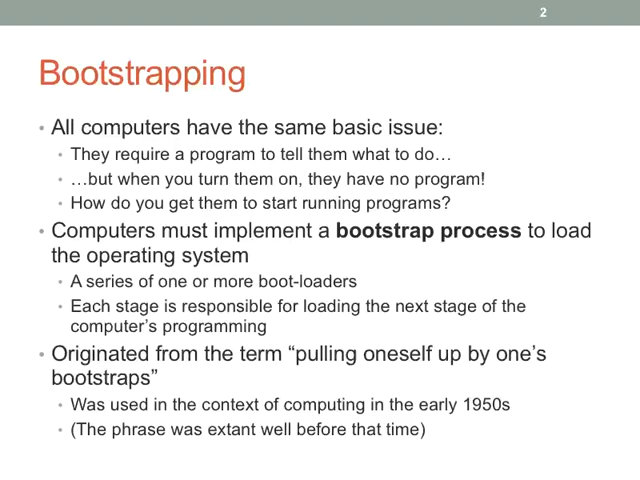 2
Bootstrapping
• All computers have the same basic issue:
• They require a program to tell them what to do…
• …but when you turn them on, they have no program!
• How do you get them to start running programs?
• Computers must implement a bootstrap process to load
the operating system
• A series of one or more boot-loaders
• Each stage is responsible for loading the next stage of the
computer’s programming
• Originated from the term “pulling oneself up by one’s
bootstraps”
• Was used in the context of computing in the early 1950s
• (The phrase was extant well before that time)